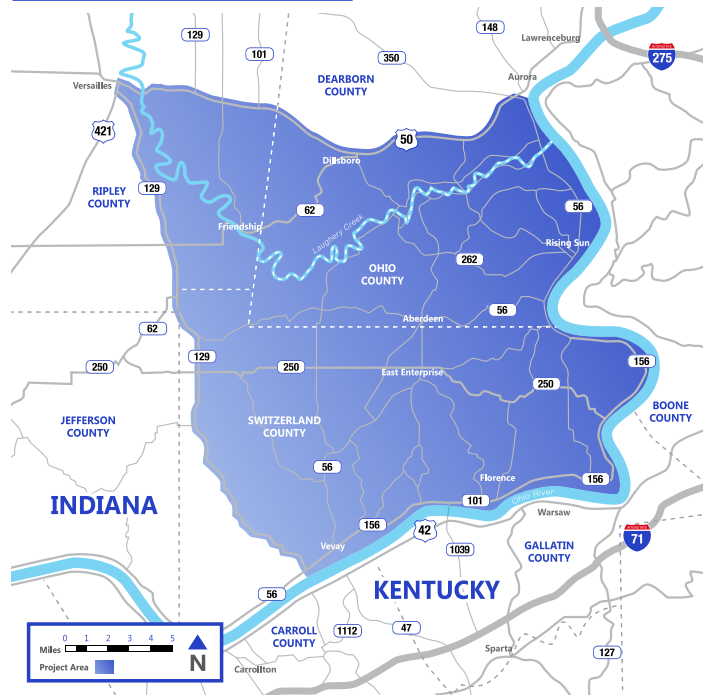 148
129
Lawrenceburg
101
350
INTERSTATE
275
DEARBORN
COUNTY
Aurora
Versailles
421
50
Dillsboro
RIPLEY
COUNTY
129
62
56
Friendship
Laughery Creek
Rising Sun
262
OHIO
COUNTY
56
Aberdeen
62
129
156
250
250
East Enterprise
250
JEFFERSON
COUNTY
SWITZERLAND
COUNTY
BOONE
COUNTY
56
Florence
156
101
Ohio River
INDIANA
Warsaw
156
42
INTERSTATE
71
Vevay
1039
GALLATIN
COUNTY
KENTUCKY
56
CARROLL
COUNTY
1112
47
Sparta
127
Carrollton
0 1 2 3 4 5
Miles
N
Project Area